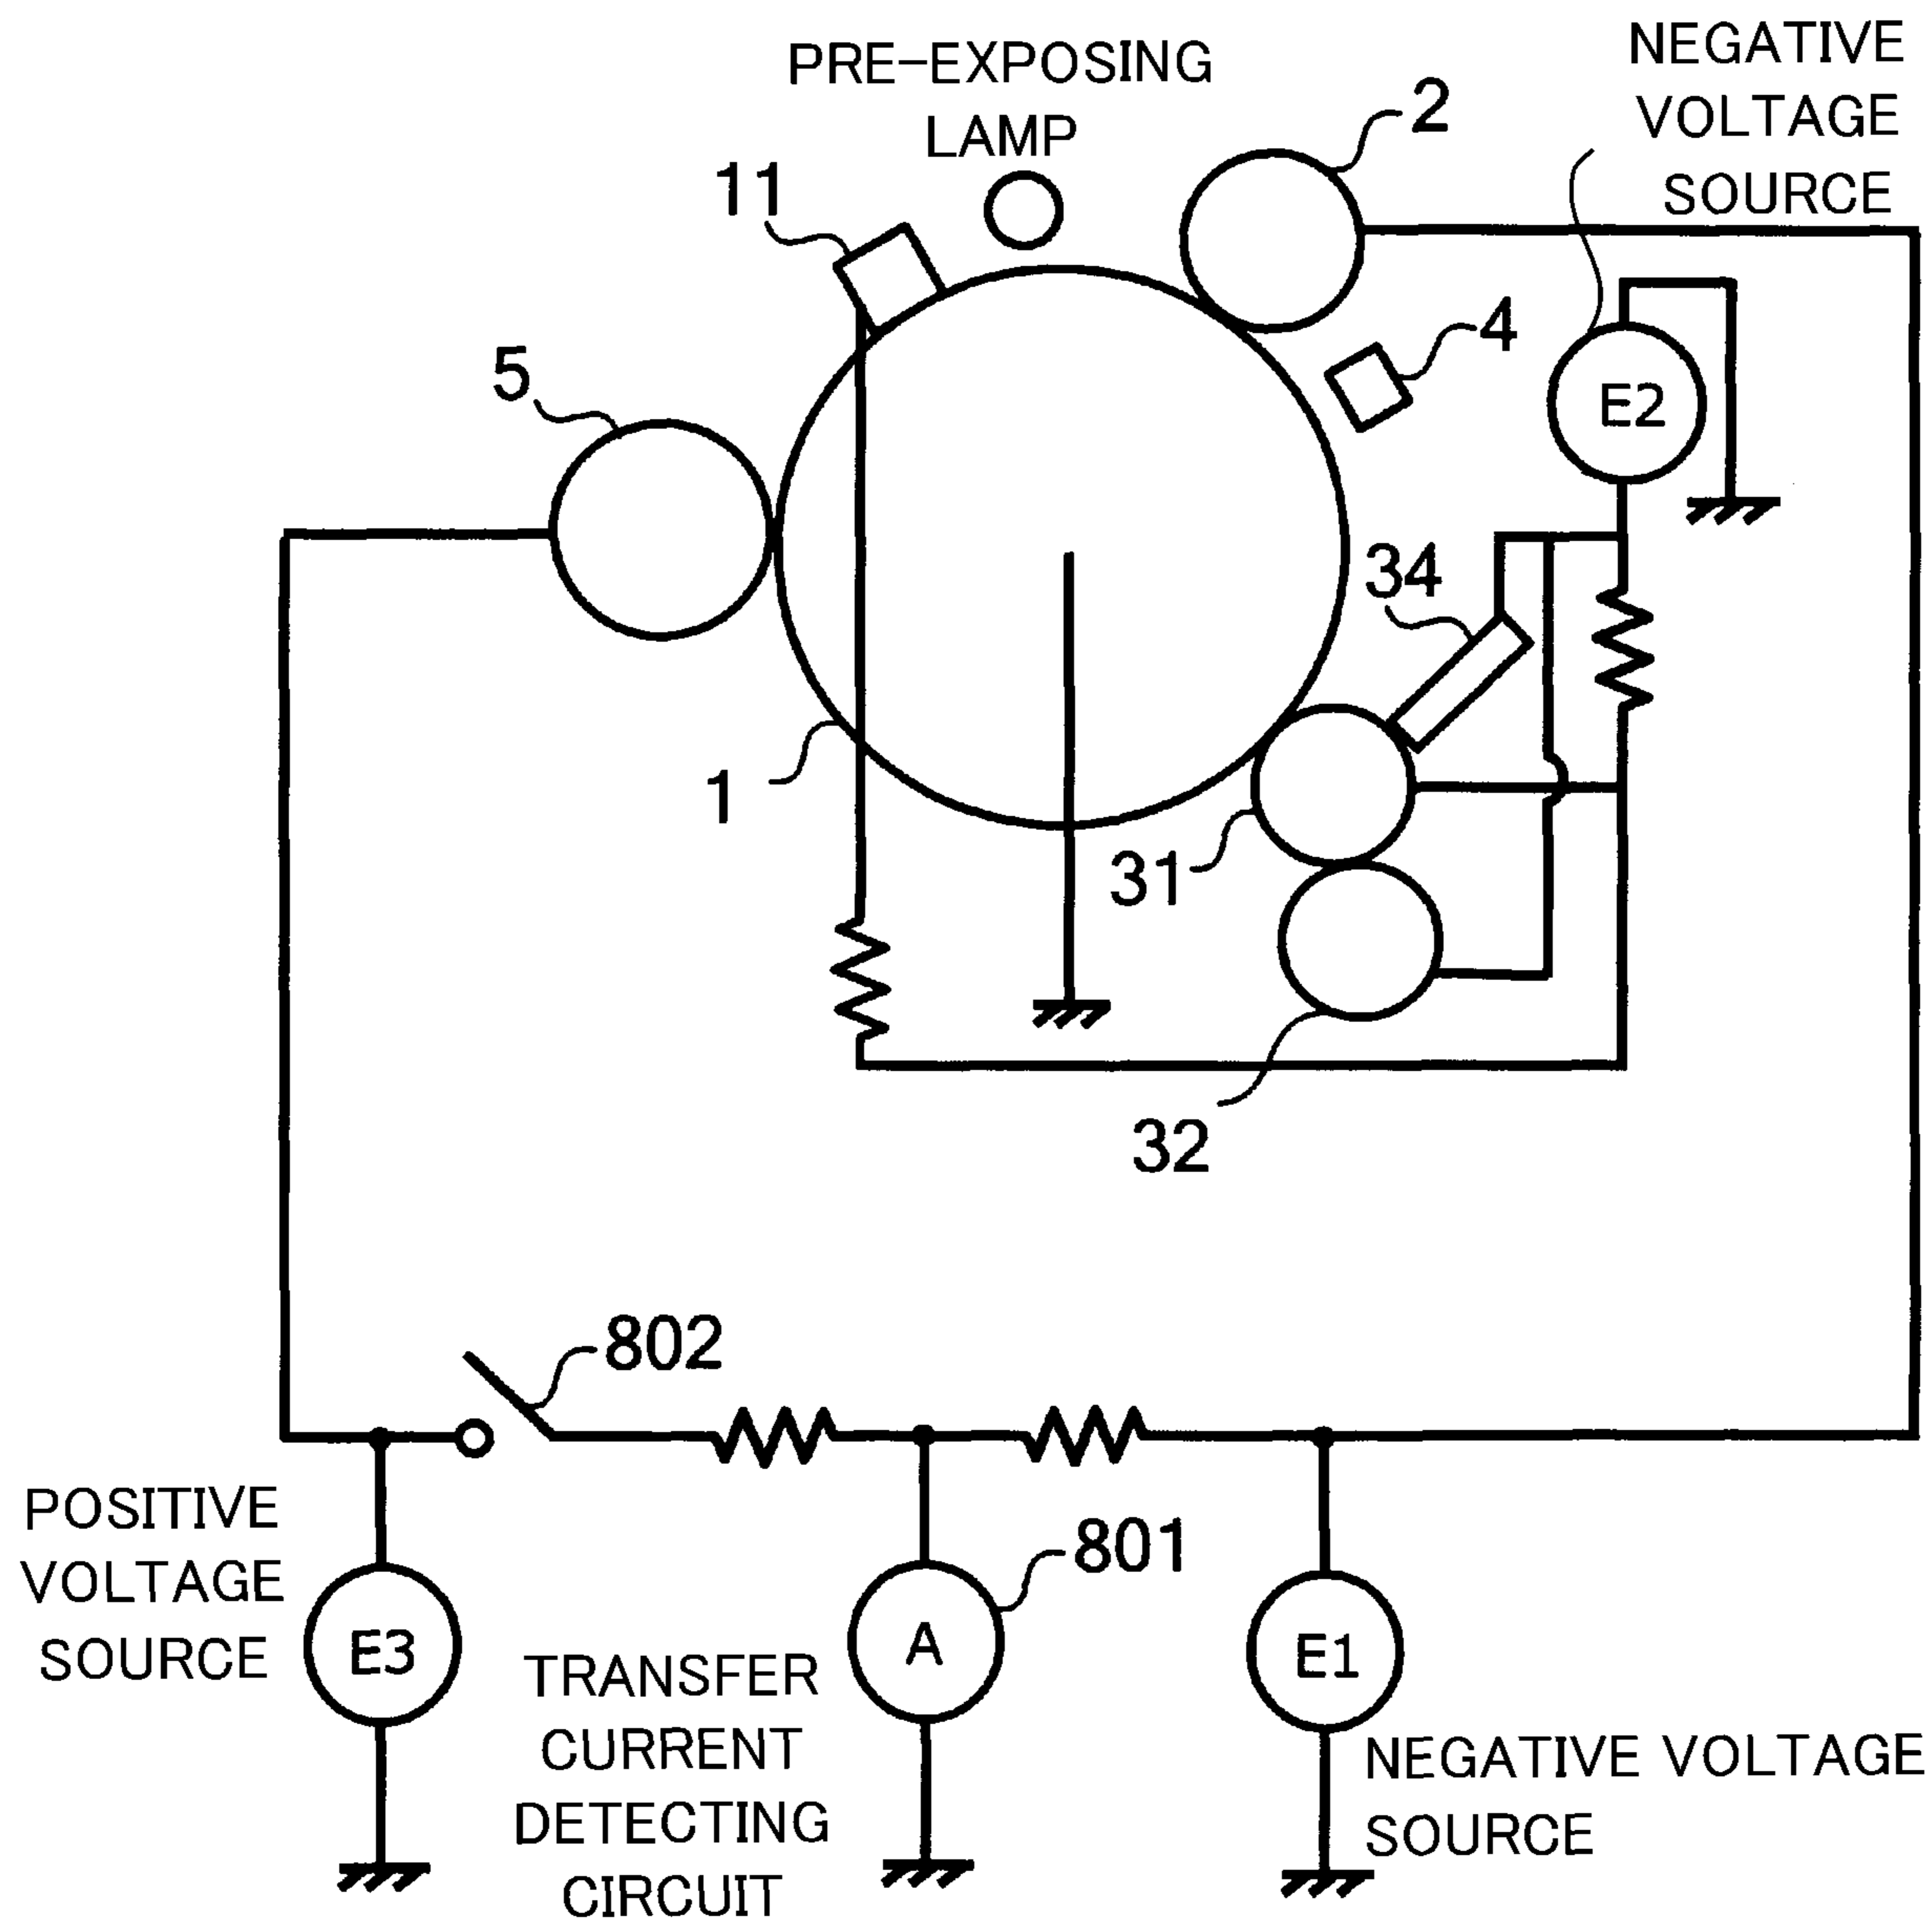 PRE-EXPOSING
LAMP
NEGATIVE
VOLTAGE
SOURCE
2
11
4
5
E2
34
1
31
32
802
801
POSITIVE
VOLTAGE
SOURCE
E3
A
E1
TRANSFER
CURRENT
DETECTING
CIRCUIT
NEGATIVE VOLTAGE
SOURCE